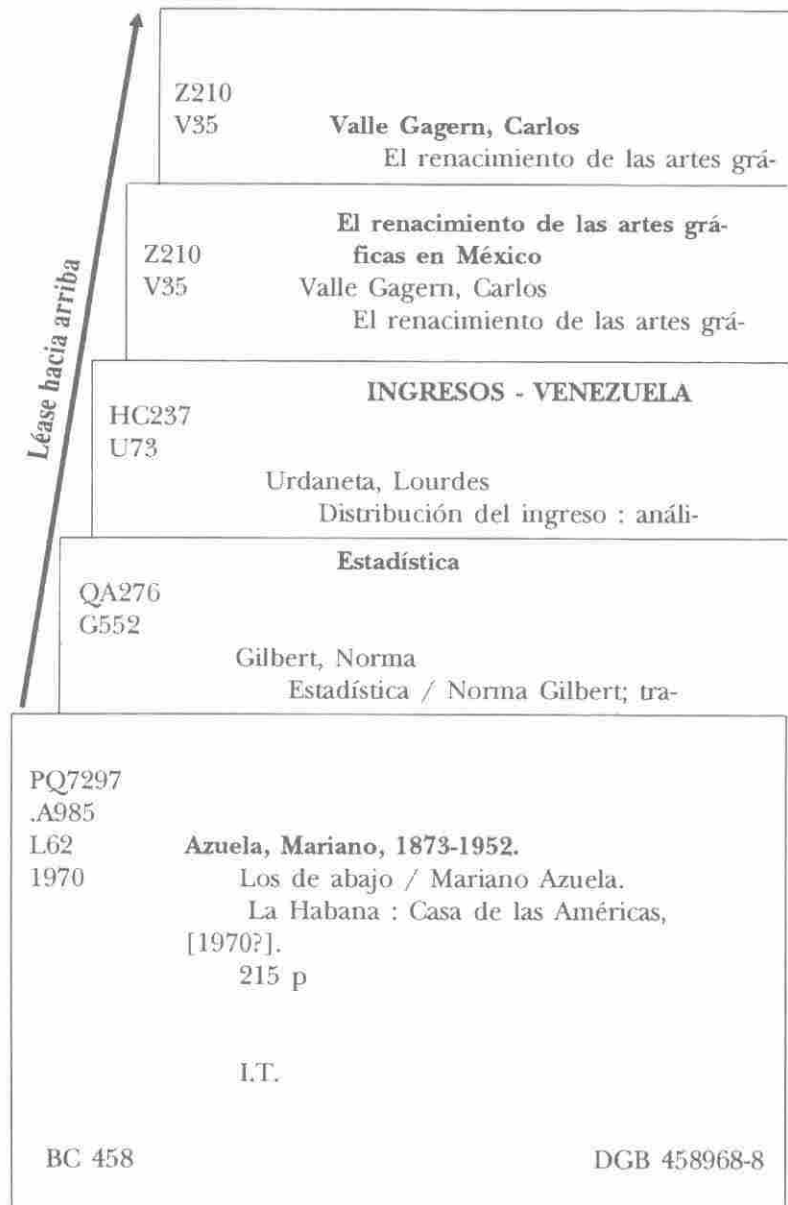 Z210
V35 Valle Gagern, Carlos
El renacimiento de las artes grá-
El renacimiento de las artes grá-
Z210 ficas en México
V35 Valle Gagern, Carlos
El renacimiento de las artes grá-
Léase hacia arriba
INGRESOS - VENEZUELA
HC237
U73
Urdaneta, Lourdes
Distribución del ingreso : análi-
Estadística
QA276
G552
Gilbert, Norma
Estadística / Norma Gilbert; tra-
PQ7297
.A985
L62 Azuela, Mariano, 1873-1952.
1970 Los de abajo / Mariano Azuela.
La Habana : Casa de las Américas,
[1970?].
215 p
I.T.
BC 458 DGB 458968-8